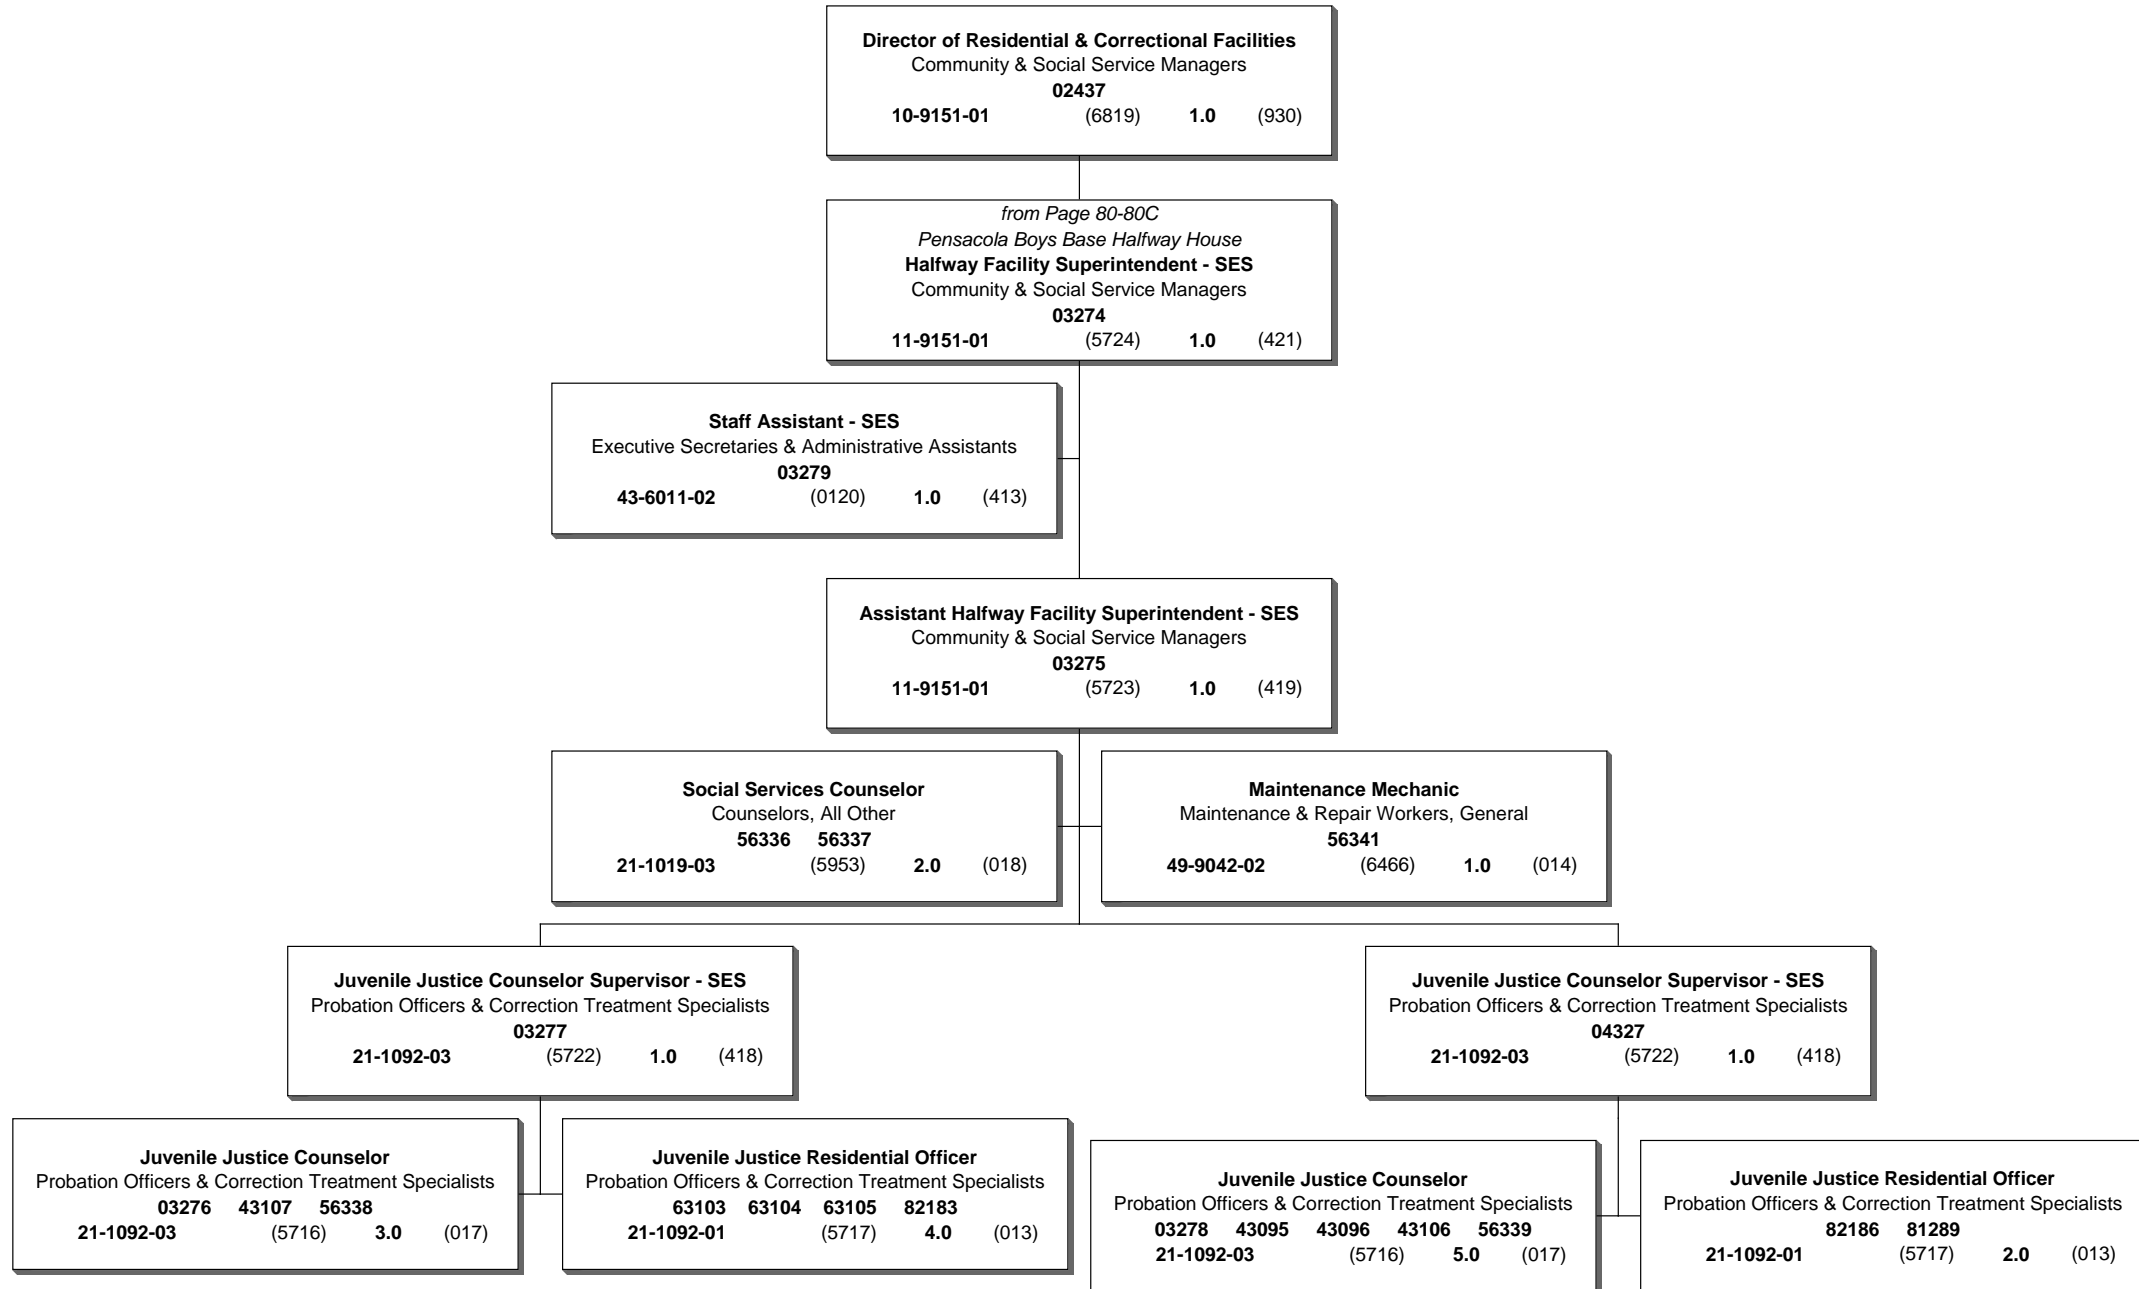 Director of Residential & Correctional Facilities
Community & Social Service Managers
02437
10-9151-01 (6819) 1.0 (930)
from Page 80-80C
Pensacola Boys Base Halfway House
Halfway Facility Superintendent - SES
Community & Social Service Managers
03274
11-9151-01 (5724) 1.0 (421)
Staff Assistant - SES
Executive Secretaries & Administrative Assistants
03279
43-6011-02 (0120) 1.0 (413)
Assistant Halfway Facility Superintendent - SES
Community & Social Service Managers
03275
11-9151-01 (5723) 1.0 (419)
Social Services Counselor
Counselors, All Other
56336 56337
21-1019-03 (5953) 2.0 (018)
Maintenance Mechanic
Maintenance & Repair Workers, General
56341
49-9042-02 (6466) 1.0 (014)
Juvenile Justice Counselor Supervisor - SES
Probation Officers & Correction Treatment Specialists
03277
21-1092-03 (5722) 1.0 (418)
Juvenile Justice Counselor Supervisor - SES
Probation Officers & Correction Treatment Specialists
04327
21-1092-03 (5722) 1.0 (418)
Juvenile Justice Counselor
Probation Officers & Correction Treatment Specialists
03276 43107 56338
21-1092-03 (5716) 3.0 (017)
Juvenile Justice Residential Officer
Probation Officers & Correction Treatment Specialists
63103 63104 63105 82183
21-1092-01 (5717) 4.0 (013)
Juvenile Justice Counselor
Probation Officers & Correction Treatment Specialists
03278 43095 43096 43106 56339
21-1092-03 (5716) 5.0 (017)
Juvenile Justice Residential Officer
Probation Officers & Correction Treatment Specialists
82186 81289
21-1092-01 (5717) 2.0 (013)